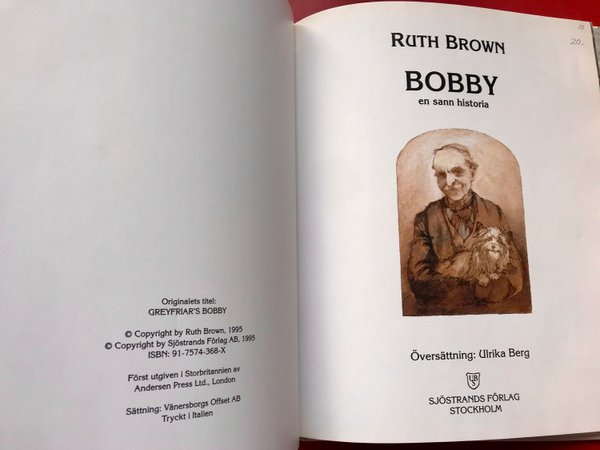 Originalets titel:
GREYFRIAR'S BOBBY
© Copyright by Ruth Brown, 1995
© Copyright by Sjöstrands Förlag AB, 1995
ISBN: 91-7574-368-X
Först utgiven i Storbritannien av
Andersen Press Ltd., London
Sättning: Vänersborgs Offset AB
Tryckt i Italien
10
20-
RUTH BROWN
BOBBY
en sann historia
Översättning: Ulrika Berg
SJÖSTRANDS FÖRLAG
STOCKHOLM